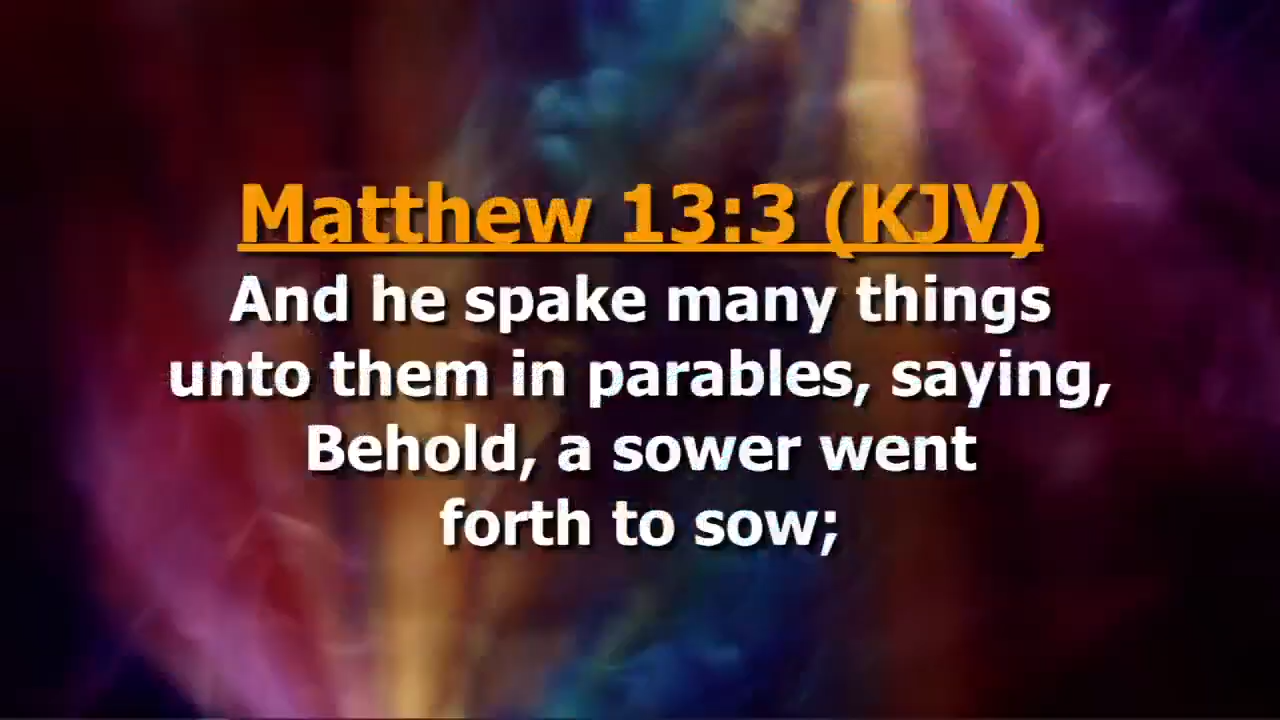 Matthew 13:3 (KJV)
And he spake many things
unto them in parables, saying,
Behold, a sower went
forth to sow;